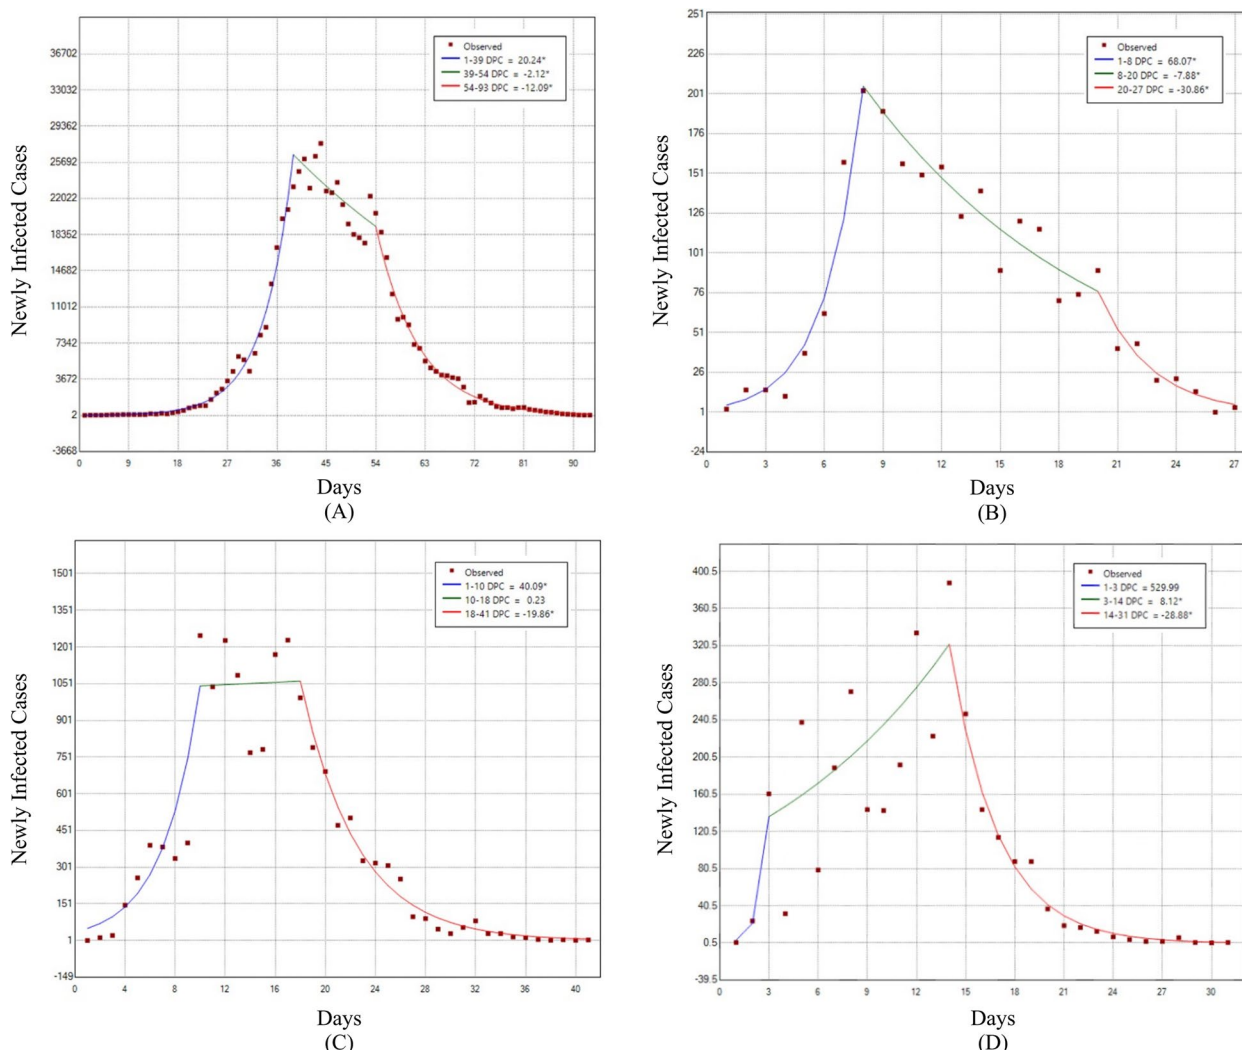 Newly Infected Cases
36702
33032
29362
25692
22022
18352
14682
11012
7342
3672
2
-3668
Observed
1-39 DPC = 20.24*
39-54 DPC = -2.12*
54-93 DPC = -12.09*
0 9 18 27 36 45 54 63 72 81 90
Days
(A)
Newly Infected Cases
251
226
201
176
151
126
101
76
51
26
1
-24
Observed
1-8 DPC = 68.07*
8-20 DPC = -7.88*
20-27 DPC = -30.86*
0 3 6 9 12 15 18 21 24 27
Days
(B)
Newly Infected Cases
1501
1351
1201
1051
901
751
601
451
301
151
1
-149
Observed
1-10 DPC = 40.09*
10-18 DPC = 0.23
18-41 DPC = -19.86*
0 4 8 12 16 20 24 28 32 36 40
Days
(C)
Newly Infected Cases
400.5
360.5
320.5
280.5
240.5
200.5
160.5
120.5
80.5
40.5
0.5
-39.5
Observed
1-3 DPC = 529.99
3-14 DPC = 8.12*
14-31 DPC = -28.88*
0 3 6 9 12 15 18 21 24 27 30
Days
(D)